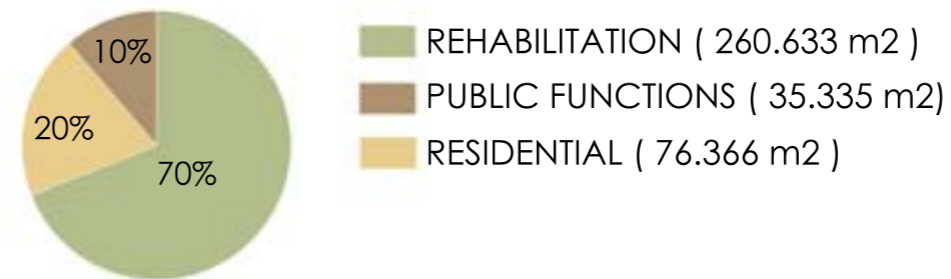 10%
20%
70%
REHABILITATION ( 260.633 m2 )
PUBLIC FUNCTIONS ( 35.335 m2)
RESIDENTIAL ( 76.366 m2 )